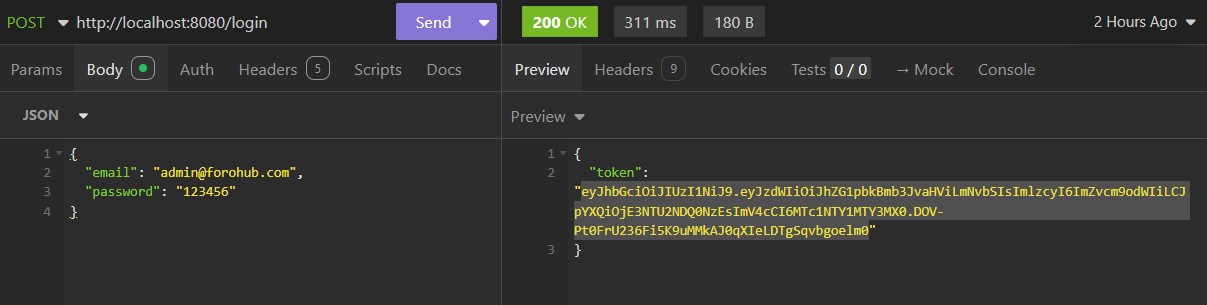 POST http://localhost:8080/login Send 200 OK 311 ms 180 B 2 Hours Ago
Params Body Auth Headers 5 Scripts Docs Preview Headers 9 Cookies Tests 0 / 0 → Mock Console
JSON Preview
1 {
2 "email": "admin@forohub.com",
3 "password": "123456"
4 }
1 {
2 "token":
"eyJhbGciOiJIUzI1NiJ9.eyJzdWIiOiJhZG1pbkBmb3JvaHViLmNvbSIsImlzcyI6ImZvcm9odWIiLCJ
pYXQiOjE3NTU2NDQ0NzEsImV4cCI6MTc1NTY1MTY3MX0.DOV-
Pt0FrU236Fi5K9uMMkAJ0qXIeLDTgSqvbgoelm0"
3 }